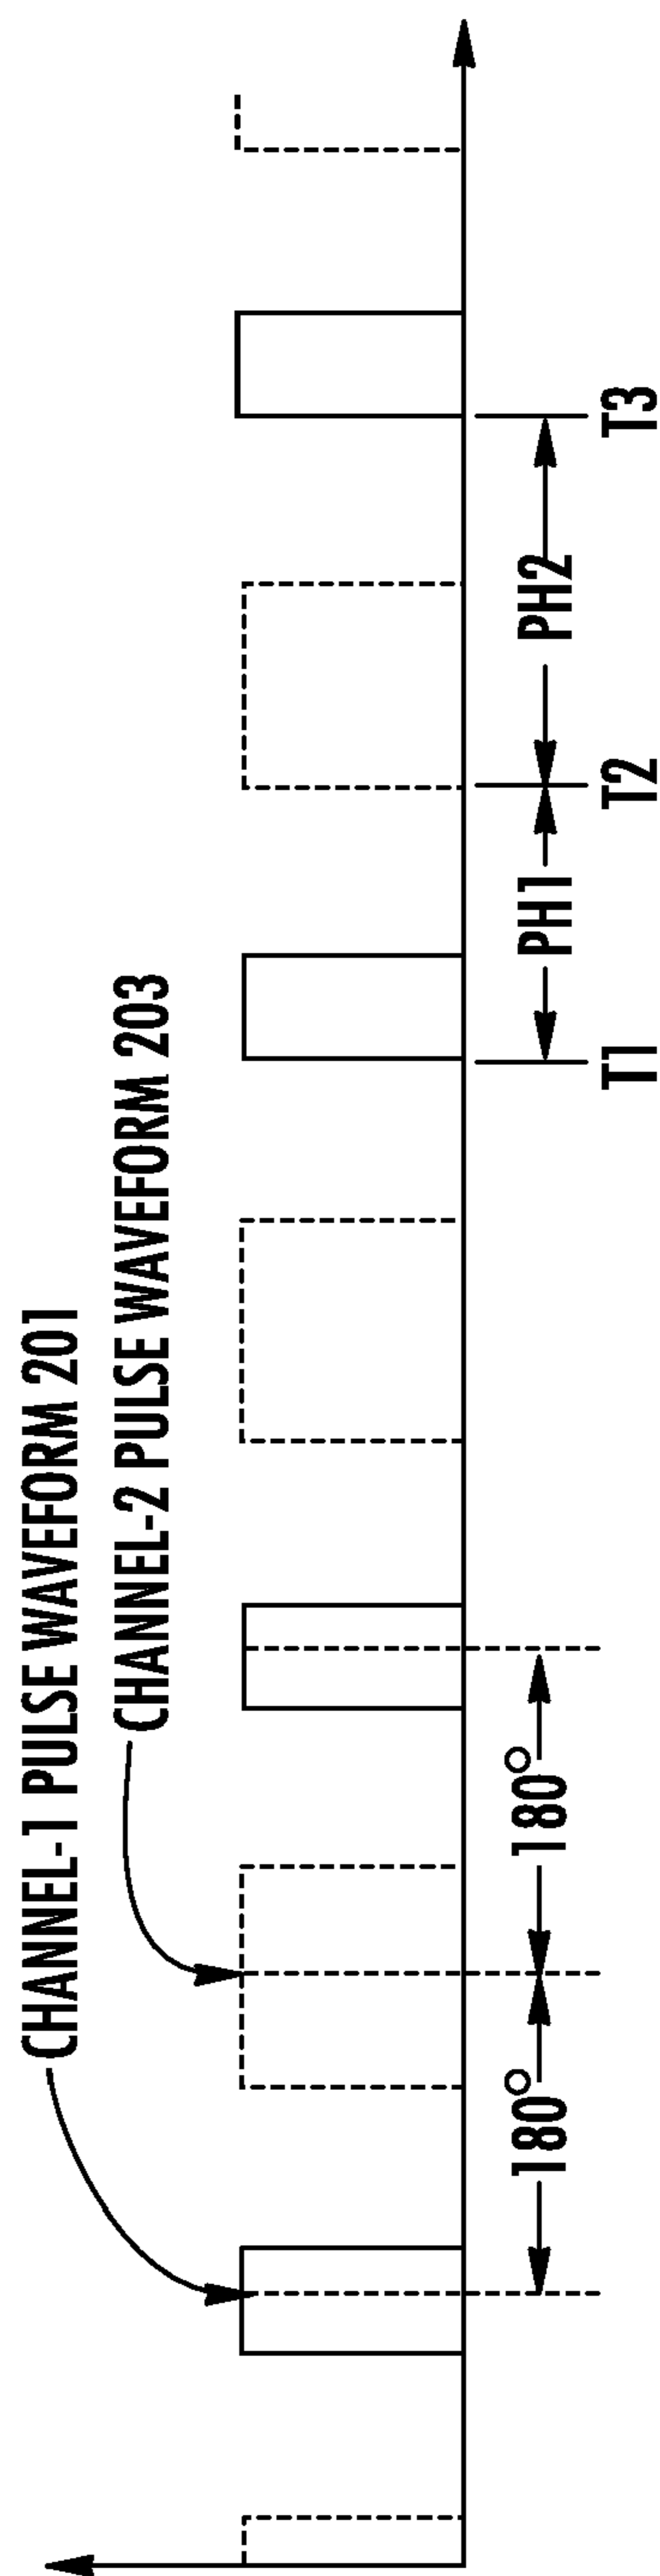 CHANNEL-1 PULSE WAVEFORM 201
CHANNEL-2 PULSE WAVEFORM 203
180°
180°
PH1
PH2
T1
T2
T3